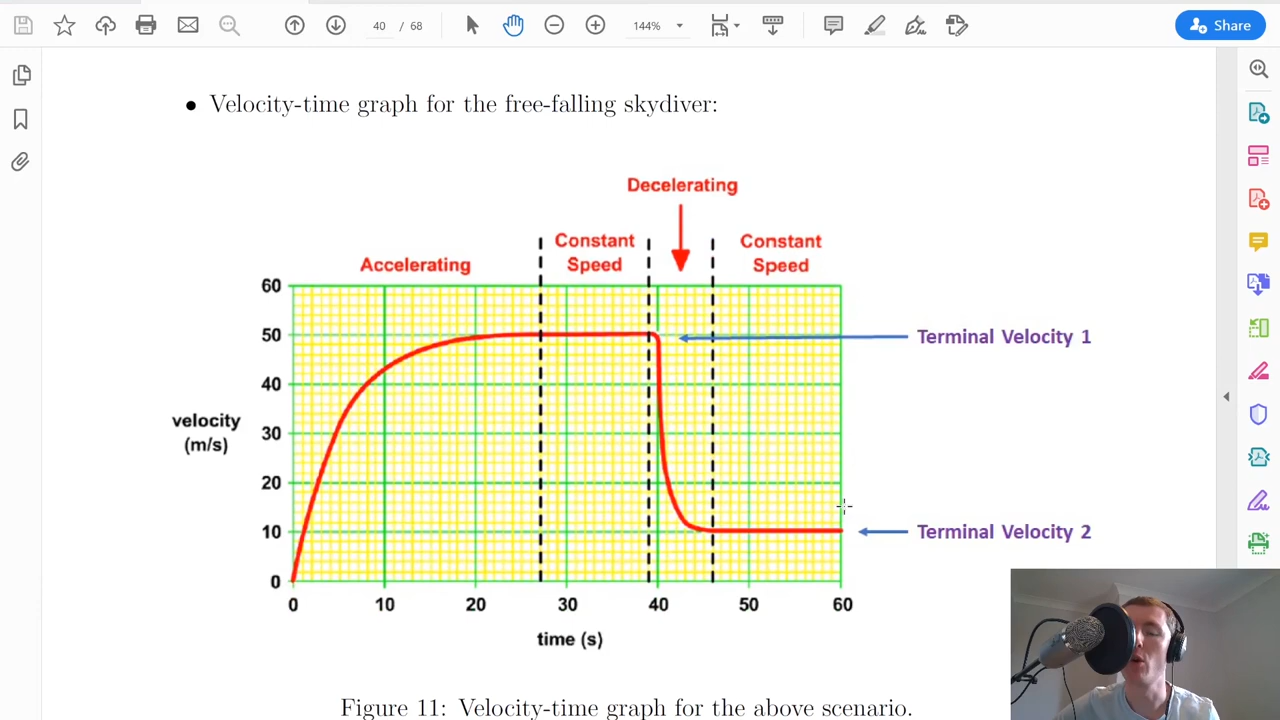 40 / 68
144%
Share
• Velocity-time graph for the free-falling skydiver:
Decelerating
Accelerating
Constant
Speed
Constant
Speed
60
50
40
30
20
10
0
velocity
(m/s)
0 10 20 30 40 50 60
time (s)
Terminal Velocity 1
Terminal Velocity 2
Figure 11: Velocity-time graph for the above scenario.